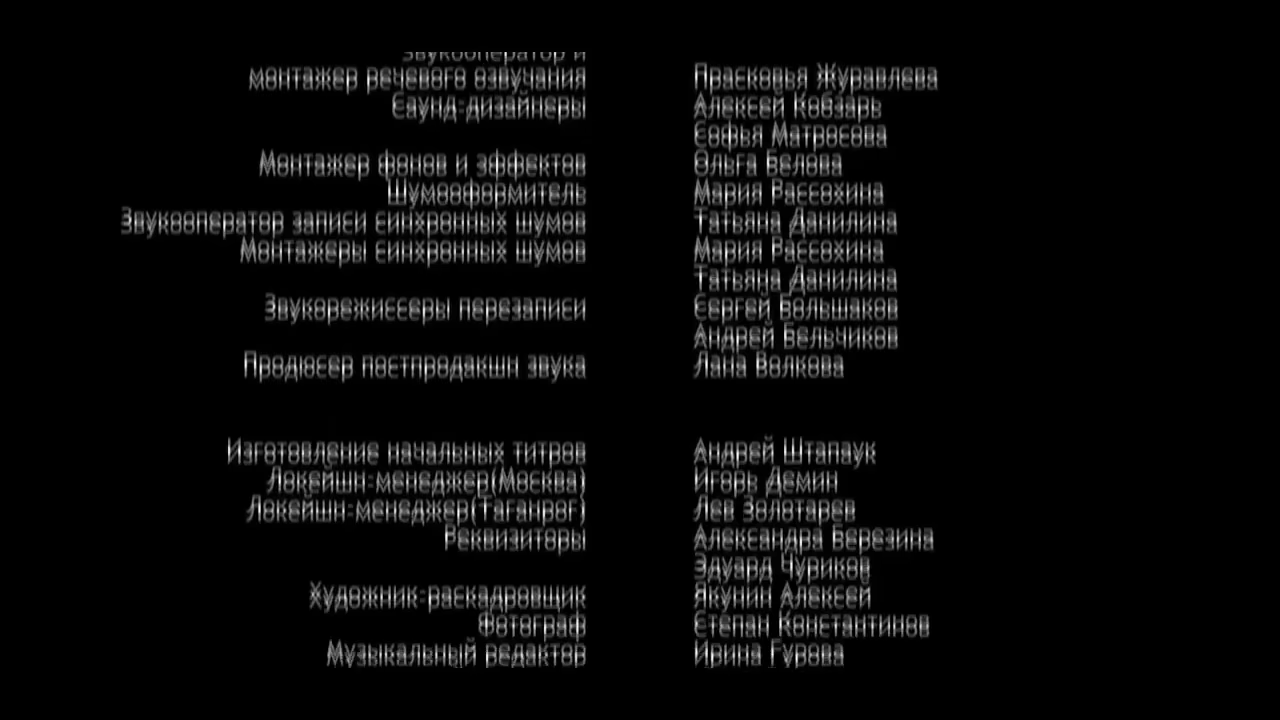 Звукооператор и
монтажер речевого озвучания Прасковья Журавлева
Саунд-дизайнеры Алексей Кобзарь
Софья Матросова
Монтажер фонов и эффектов Ольга Белова
Шумооформитель Мария Рассохина
Звукооператор записи синхронных шумов Татьяна Данилина
Монтажеры синхронных шумов Мария Рассохина
Татьяна Данилина
Звукорежиссеры перезаписи Сергей Большаков
Андрей Бельчиков
Продюсер постпродакшн звука Лана Волкова
Изготовление начальных титров Андрей Штапаук
Локейшн-менеджер(Москва) Игорь Демин
Локейшн-менеджер(Таганрог) Лев Золотарев
Реквизиторы Александра Березина
Эдуард Чуриков
Художник-раскадровщик Якунин Алексей
Фотограф Степан Константинов
Музыкальный редактор Ирина Гурова